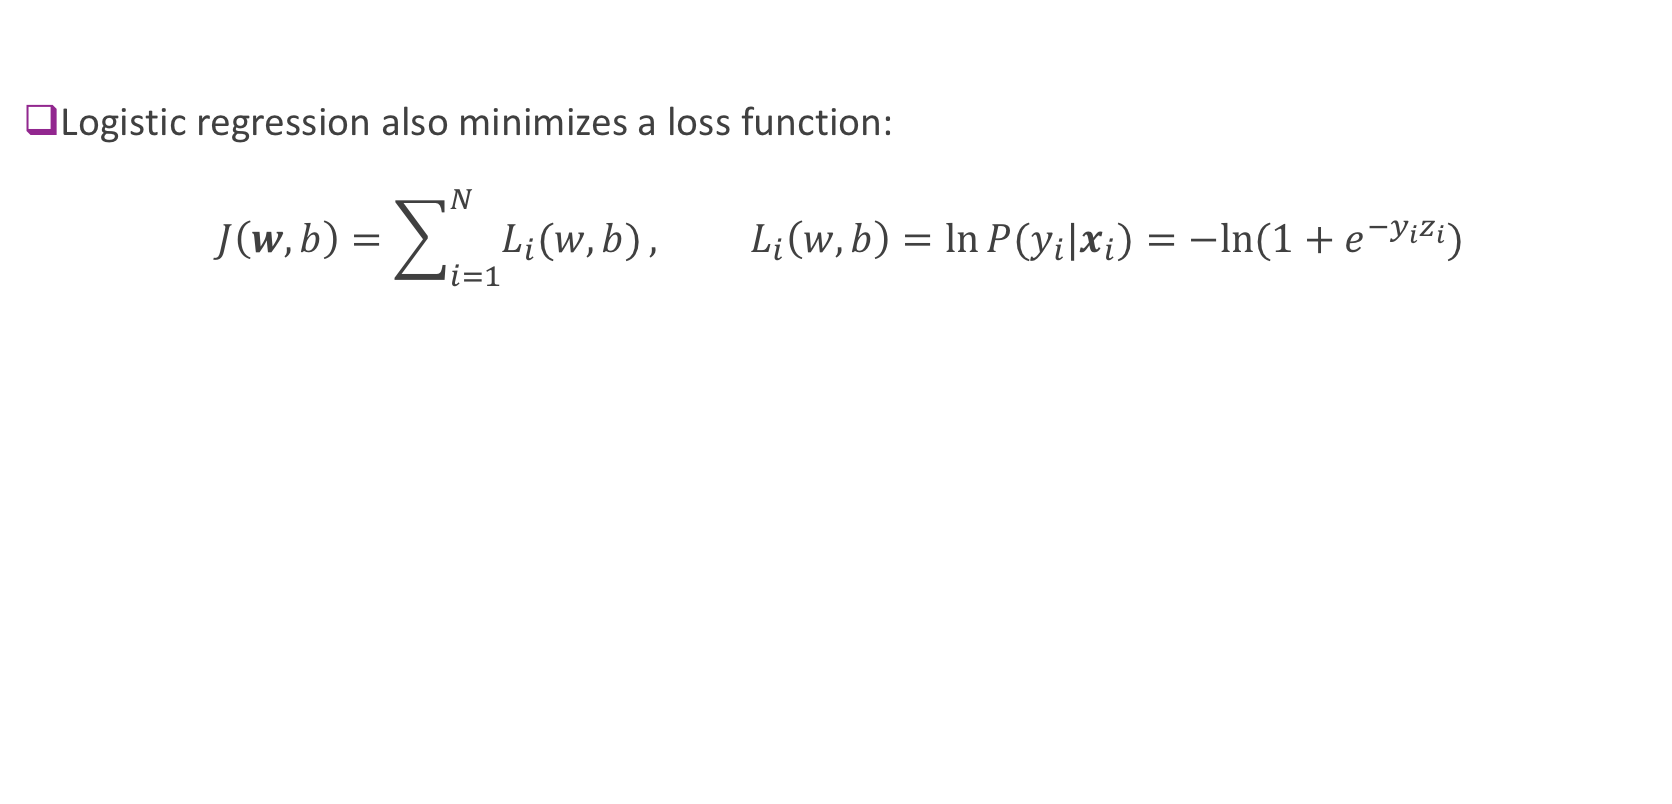 ❑Logistic regression also minimizes a loss function:
J(w, b) = ∑_{i=1}^{N} L_i(w, b) ,   L_i(w, b) = ln P(y_i|x_i) = −ln(1 + e^{−y_i z_i})